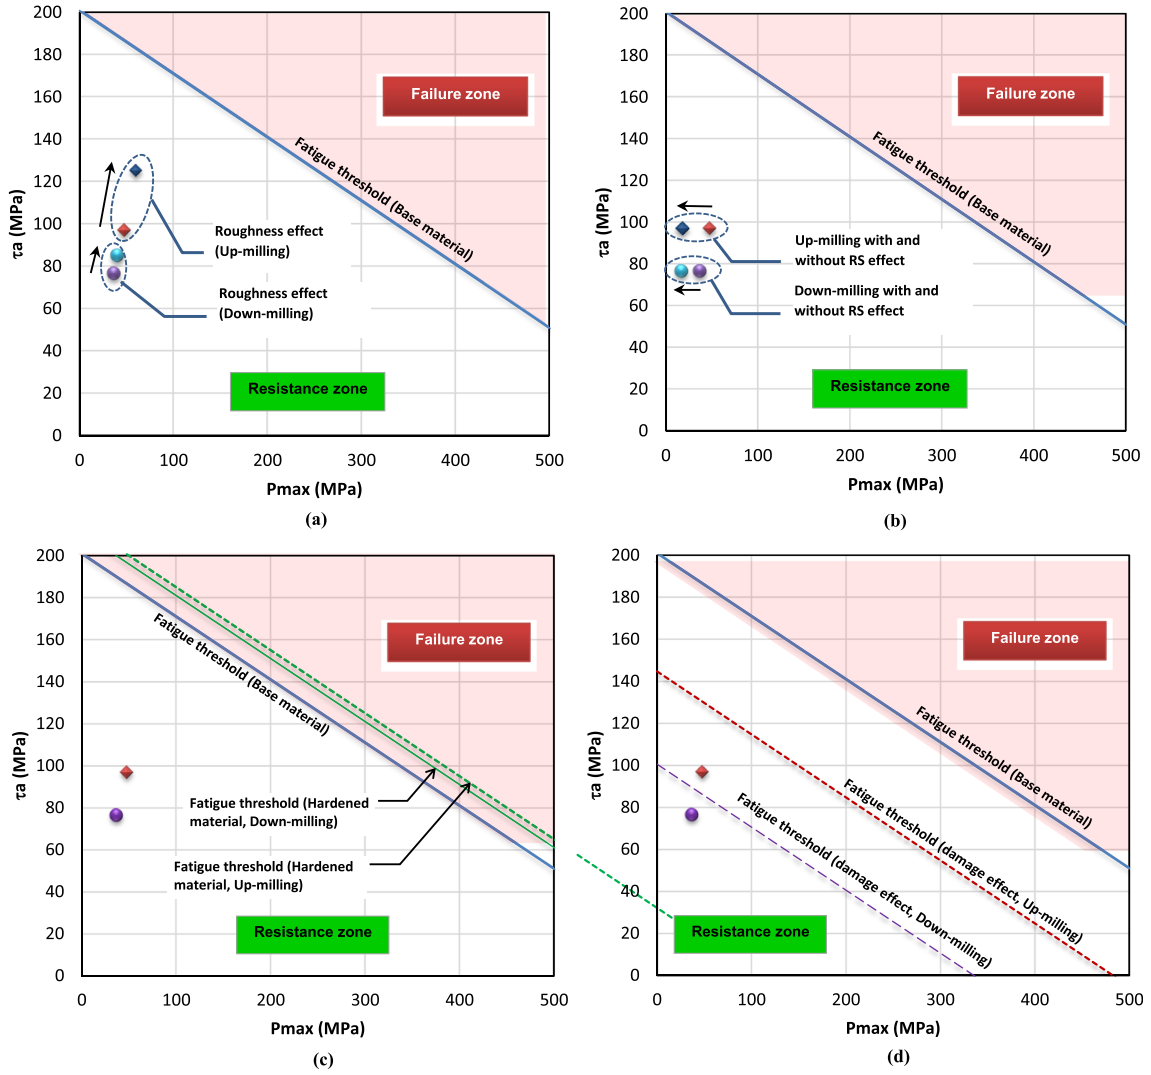 200
180
160
140
120
100
80
60
40
20
0
τa (MPa)
Failure zone
Fatigue threshold (Base material)
Roughness effect
(Up-milling)
Roughness effect
(Down-milling)
Resistance zone
0
100
200
300
400
500
Pmax (MPa)
(a)
200
180
160
140
120
100
80
60
40
20
0
τa (MPa)
Failure zone
Fatigue threshold (Base material)
Up-milling with and
without RS effect
Down-milling with and
without RS effect
Resistance zone
0
100
200
300
400
500
Pmax (MPa)
(b)
200
180
160
140
120
100
80
60
40
20
0
τa (MPa)
Failure zone
Fatigue threshold (Base material)
Fatigue threshold (Hardened
material, Down-milling)
Fatigue threshold (Hardened
material, Up-milling)
Resistance zone
0
100
200
300
400
500
Pmax (MPa)
(c)
200
180
160
140
120
100
80
60
40
20
0
τa (MPa)
Failure zone
Fatigue threshold (Base material)
Fatigue threshold (damage effect, Up-milling)
Fatigue threshold (damage effect, Down-milling)
Resistance zone
0
100
200
300
400
500
Pmax (MPa)
(d)